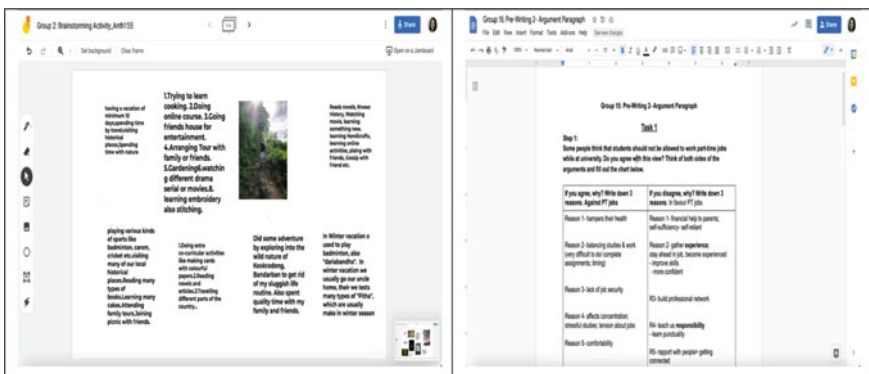 Group 2: Brainstorming Activity_Anth155
Share
Set background
Clear frame
Open on a Jamboard
having a vacation of
minimum 10
days,spending time
by travel,visiting
historical
places,Spending
time with nature
1.Trying to learn
cooking. 2.Doing
online course. 3.Going
friends house for
entertainment.
4.Arranging Tour with
family or friends.
5.Gardening6.watchin
g different drama
serial or movies.8.
learning embroidery
also stitching.
Reads novels, Knows
History, Watching
movie, learning
something new,
learning Handicrafts,
learning online
activities, plaing with
Friends, Gossip with
friend etc.
playing various kinds
of sports like
badminton, carom,
cricket etc.visiting
many of our local
historical
places.Reading many
types of
books.Learning many
cakes.Attending
family tours.Joining
picnic with friends.
1.Doing extra
co-curricular activities
like making cards
with colourful
papers.2.Reading
novels and
articles.3.Travelling
different parts of the
country...
Did some adventure
by exploring into the
wild nature of
Keokradong,
Bandarban to get rid
of my sluggish life
routine. Also spent
quality time with my
family and friends.
In Winter vacation e
used to play
badminton, also
"dariabandha". In
winter vacation we
usually go our uncle
home, their we tests
many types of "Pitha",
which are usually
make in winter season
Group 15: Pre-Writing 2- Argument Paragraph
File Edit View Insert Format Tools Add-ons Help
See new changes
Share
100%
Normal text
Arial
Group 15: Pre-Writing 2- Argument Paragraph
Task 1
Step 1:
Some people think that students should not be allowed to work part-time jobs
while at university. Do you agree with this view? Think of both sides of the
arguments and fill out the chart below.
If you agree, why? Write down 3
reasons. Against PT jobs
If you disagree, why? Write down 3
reasons. In favour PT jobs
Reason 1- hampers their health
Reason 1- financial help to parents;
self-sufficiency- self-reliant
Reason 2- balancing studies & work
(very difficult to do/ complete
assignments; timing)
Reason 2- gather experience;
stay ahead in job, become experienced
- improve skills
- more confident
Reason 3- lack of job security
R3- build professional network
Reason 4- affects concentration;
stressful studies; tension about jobs
R4- teach us responsibility
- learn punctuality
Reason 5- comfortability
R5- rapport with people+ getting
connected